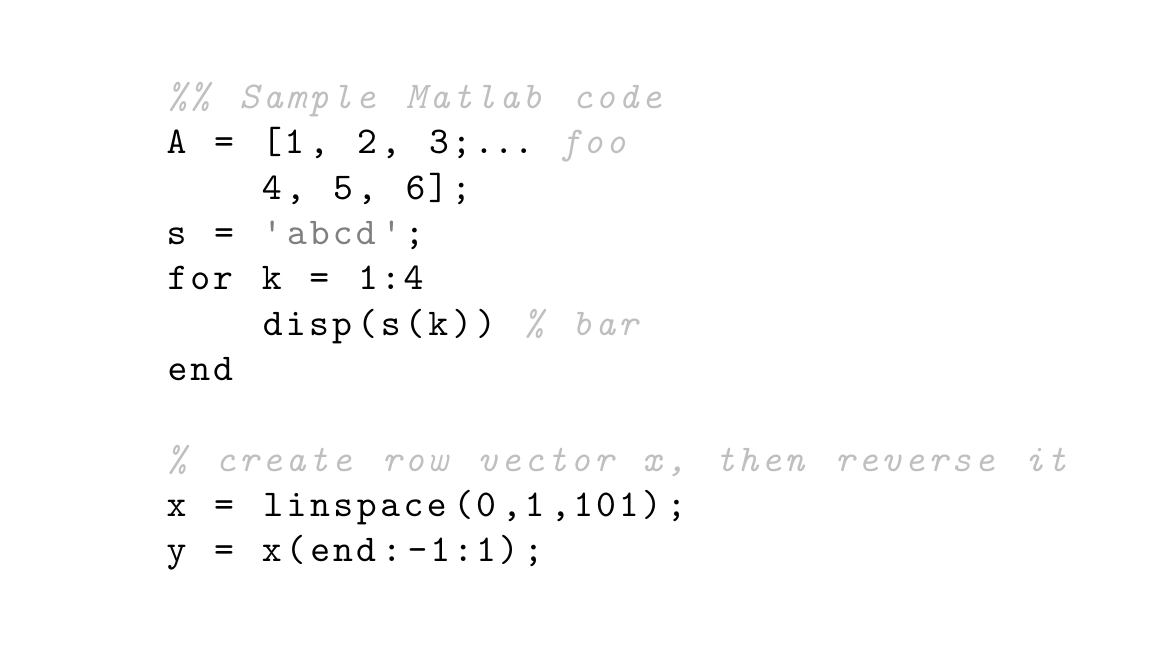 %% Sample Matlab code
A = [1, 2, 3;... foo
    4, 5, 6];
s = 'abcd';
for k = 1:4
    disp(s(k)) % bar
end

% create row vector x, then reverse it
x = linspace(0,1,101);
y = x(end:-1:1);